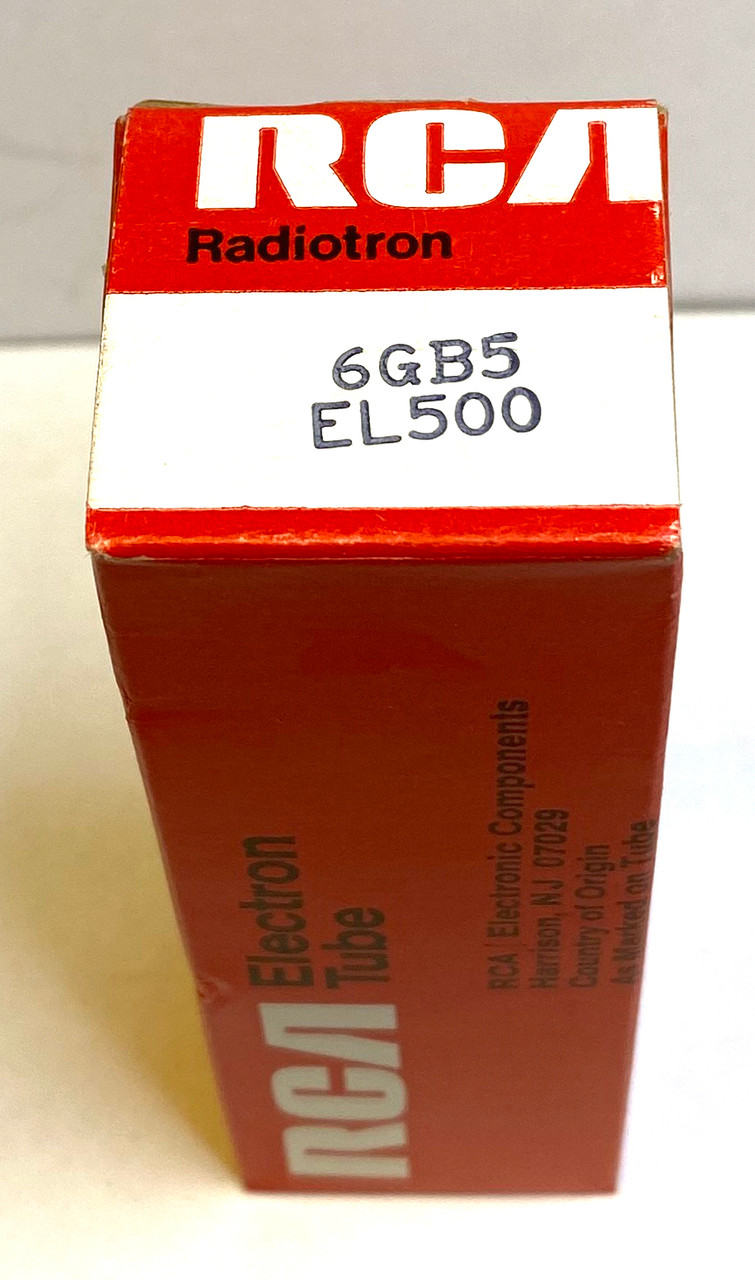 RCA
Radiotron
6GB5
EL500
RCA
Electron
Tube
RCA Electronic Components
Harrison, NJ 07029
Country of Origin
As Marked on Tube